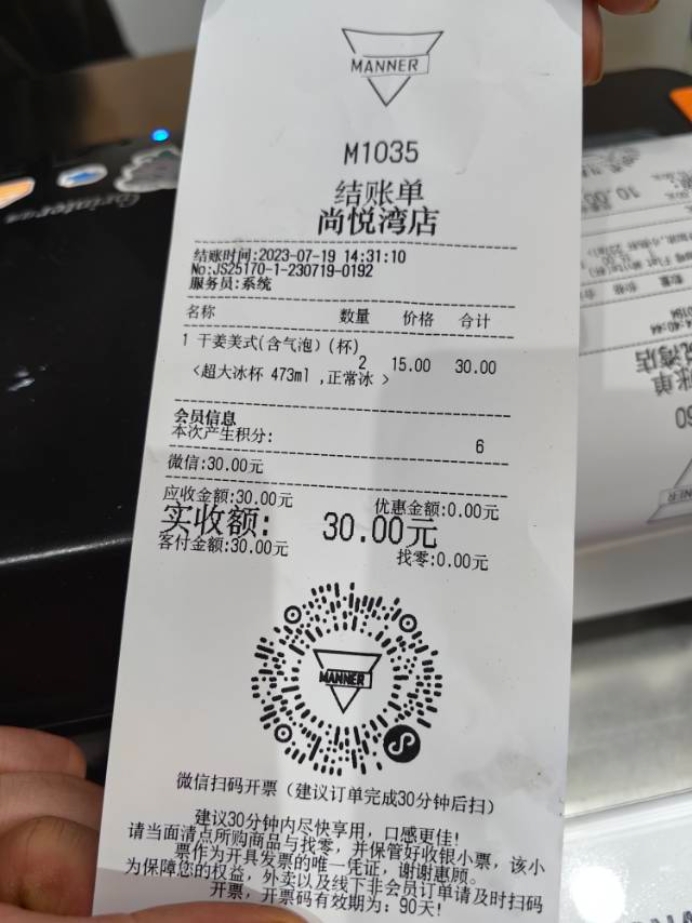 MANNER
M1035
结账单
尚悦湾店
结账时间:2023-07-19 14:31:10
No:JS25170-1-230719-0192
服务员:系统
名称 数量 价格 合计
1 干姜美式(含气泡)(杯)
2 15.00 30.00
<超大冰杯 473ml ,正常冰 >
会员信息
本次产生积分: 6
微信:30.00元
应收金额:30.00元 优惠金额:0.00元
实收额: 30.00元
客付金额:30.00元 找零:0.00元
MANNER
微信扫码开票（建议订单完成30分钟后扫）
建议30分钟内尽快享用，口感更佳!
请当面清点所购商品与找零，并保管好收银小票，该小
票作为开具发票的唯一凭证，谢谢惠顾。
为保障您的权益，外卖以及线下非会员订单请及时扫码
开票，开票码有效期为：90天!